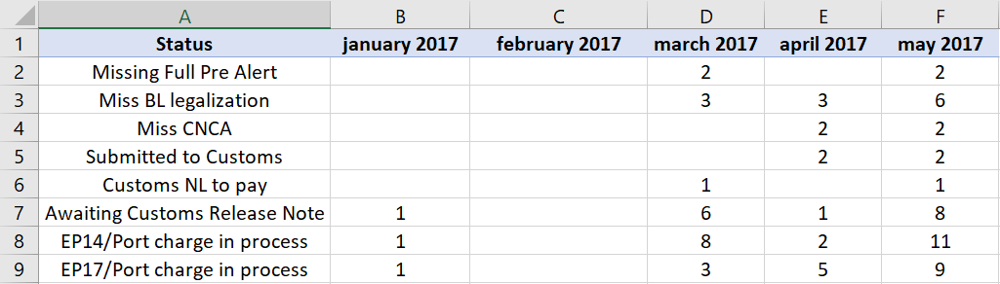 A B C D E F
1 Status january 2017 february 2017 march 2017 april 2017 may 2017
2 Missing Full Pre Alert 2 2
3 Miss BL legalization 3 3 6
4 Miss CNCA 2 2
5 Submitted to Customs 2 2
6 Customs NL to pay 1 1
7 Awaiting Customs Release Note 1 6 1 8
8 EP14/Port charge in process 1 8 2 11
9 EP17/Port charge in process 1 3 5 9